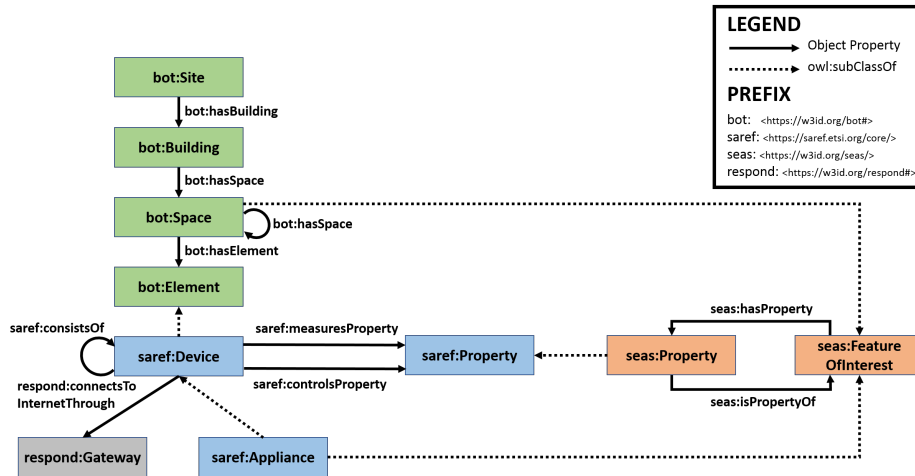 LEGEND
Object Property
owl:subClassOf
PREFIX
bot: <https://w3id.org/bot#>
saref: <https://saref.etsi.org/core/>
seas: <https://w3id.org/seas/>
respond: <https://w3id.org/respond#>
bot:Site
bot:hasBuilding
bot:Building
bot:hasSpace
bot:Space
bot:hasSpace
bot:hasElement
bot:Element
saref:consistsOf
saref:Device
saref:measuresProperty
saref:controlsProperty
saref:Property
seas:hasProperty
seas:Property
seas:Feature
OfInterest
seas:isPropertyOf
respond:connectsTo
InternetThrough
respond:Gateway
saref:Appliance